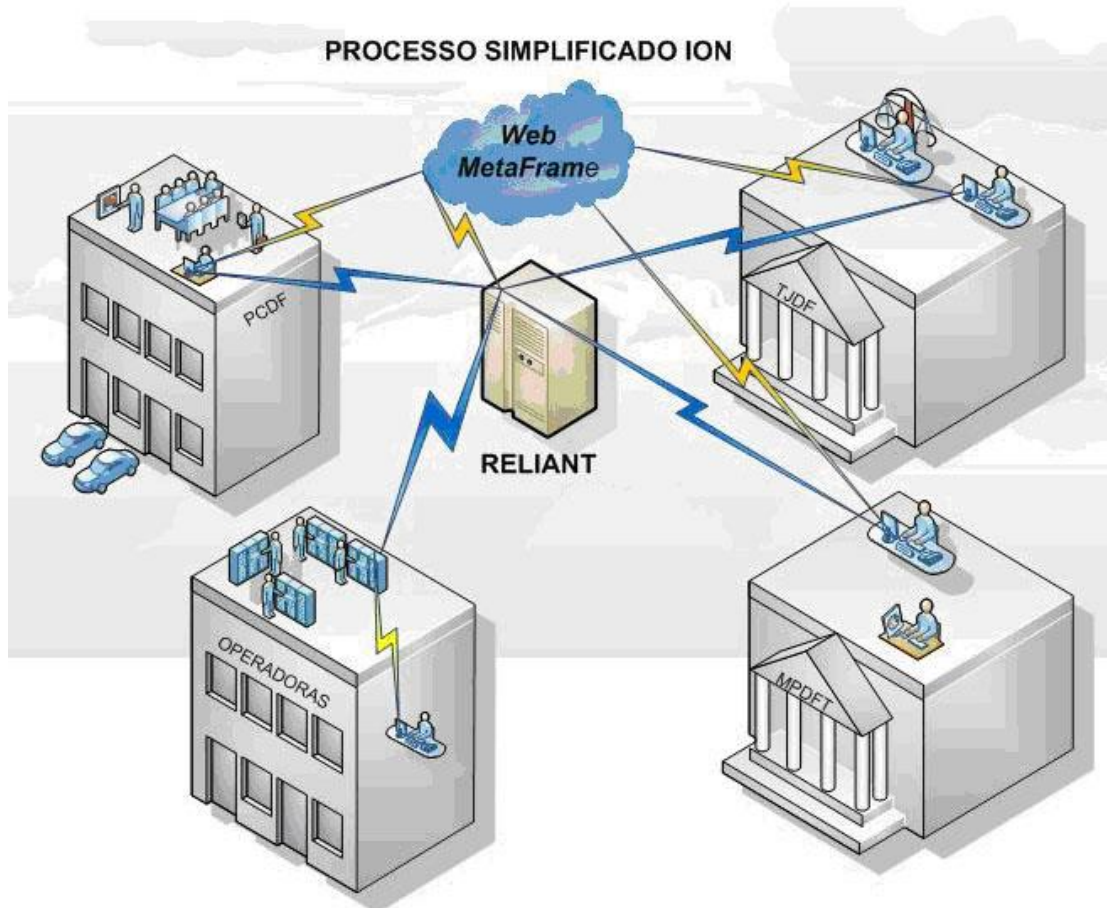 PROCESSO SIMPLIFICADO ION
Web
MetaFrame
PCDF
TJDF
RELIANT
OPERADORAS
MPDFT